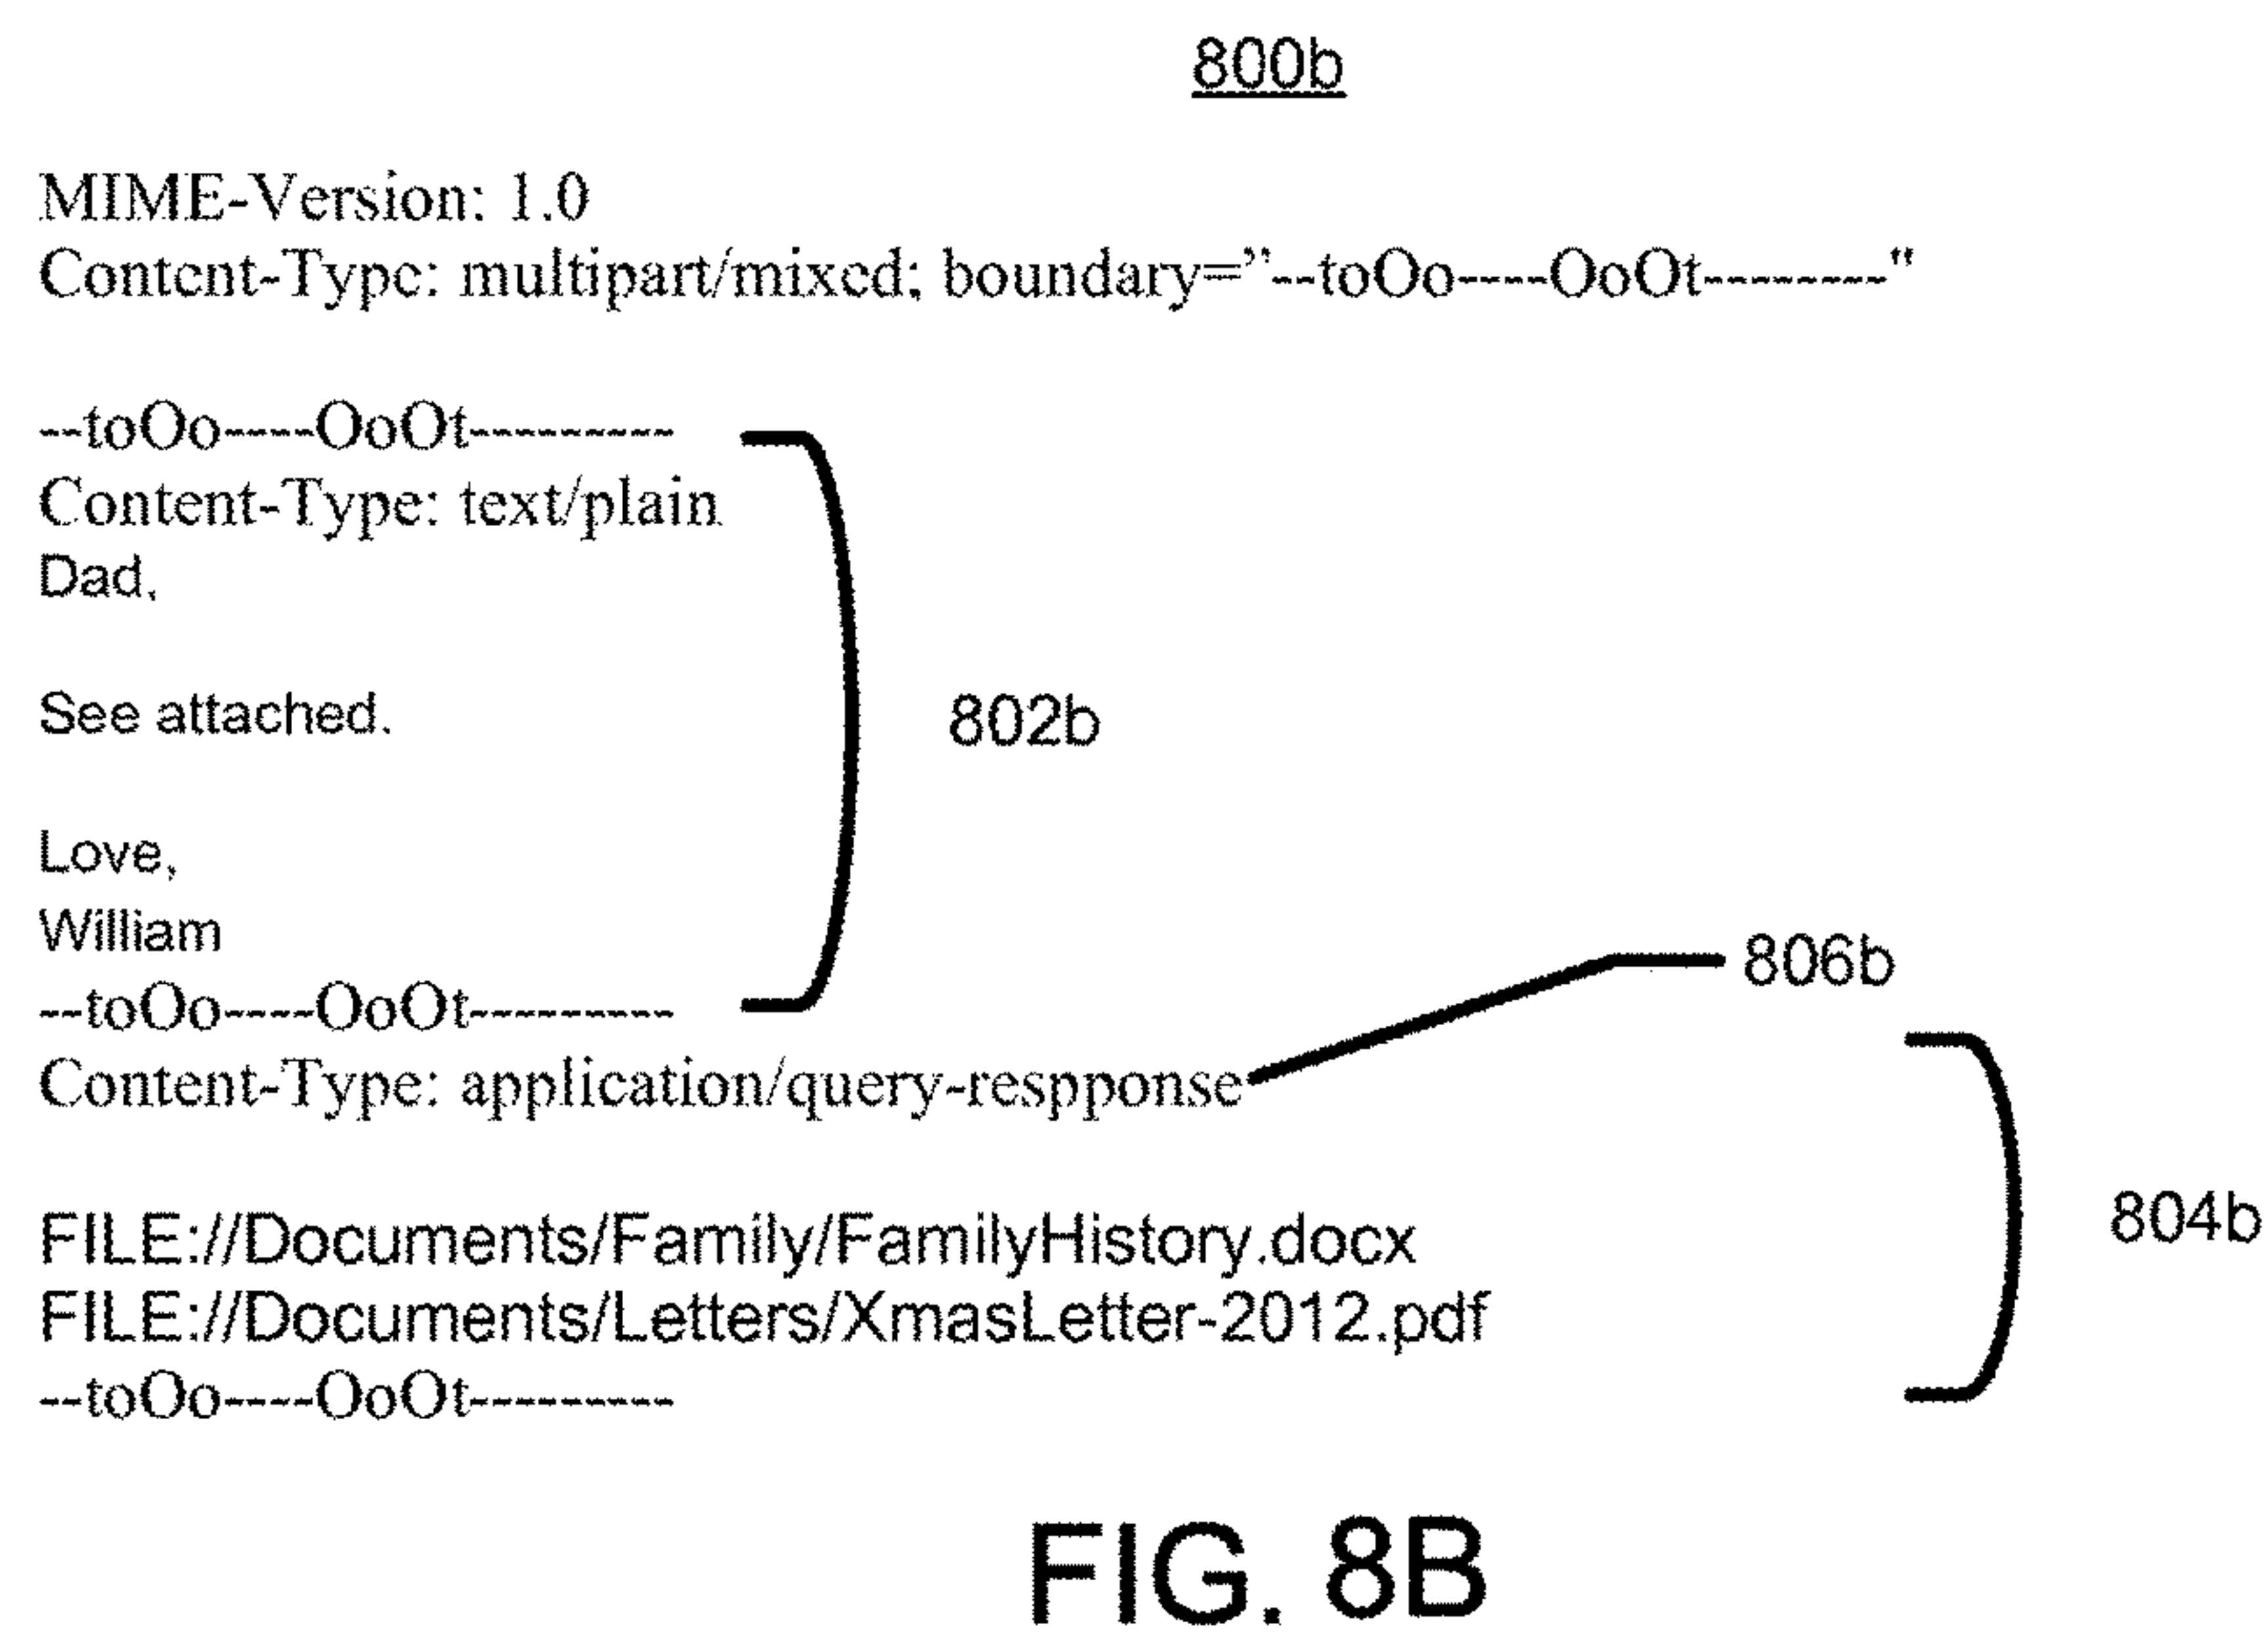 800b
MIME-Version: 1.0
Content-Type: multipart/mixed; boundary=”--toOo----OoOt--------"
--toOo----OoOt---------
Content-Type: text/plain
Dad,
See attached.
802b
Love,
William
806b
--toOo----OoOt---------
Content-Type: application/query-respponse
FILE://Documents/Family/FamilyHistory.docx
804b
FILE://Documents/Letters/XmasLetter-2012.pdf
--toOo----OoOt---------
FIG. 8B